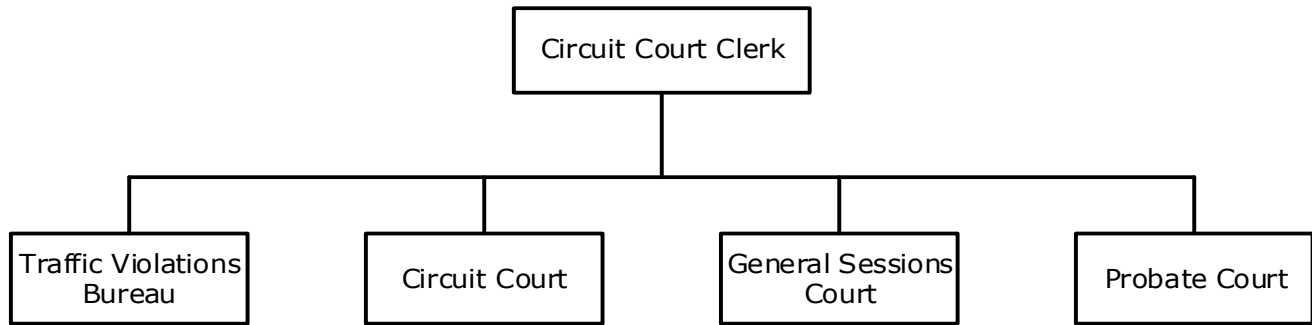 Circuit Court Clerk
Traffic Violations
Bureau
Circuit Court
General Sessions
Court
Probate Court